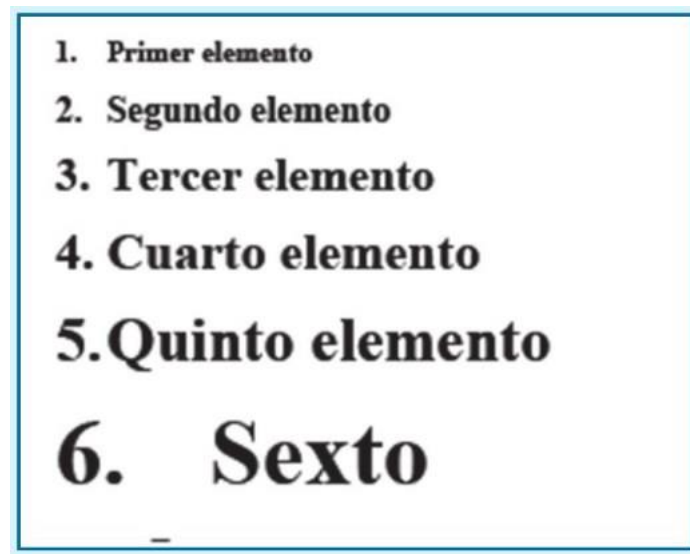 1. Primer elemento
2. Segundo elemento
3. Tercer elemento
4. Cuarto elemento
5. Quinto elemento
6. Sexto